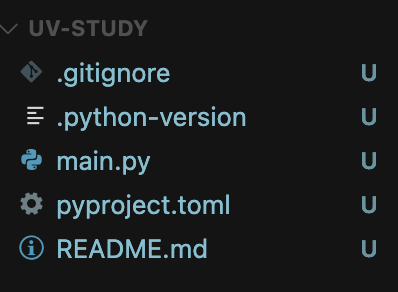 UV-STUDY
.gitignore U
.python-version U
main.py U
pyproject.toml U
README.md U